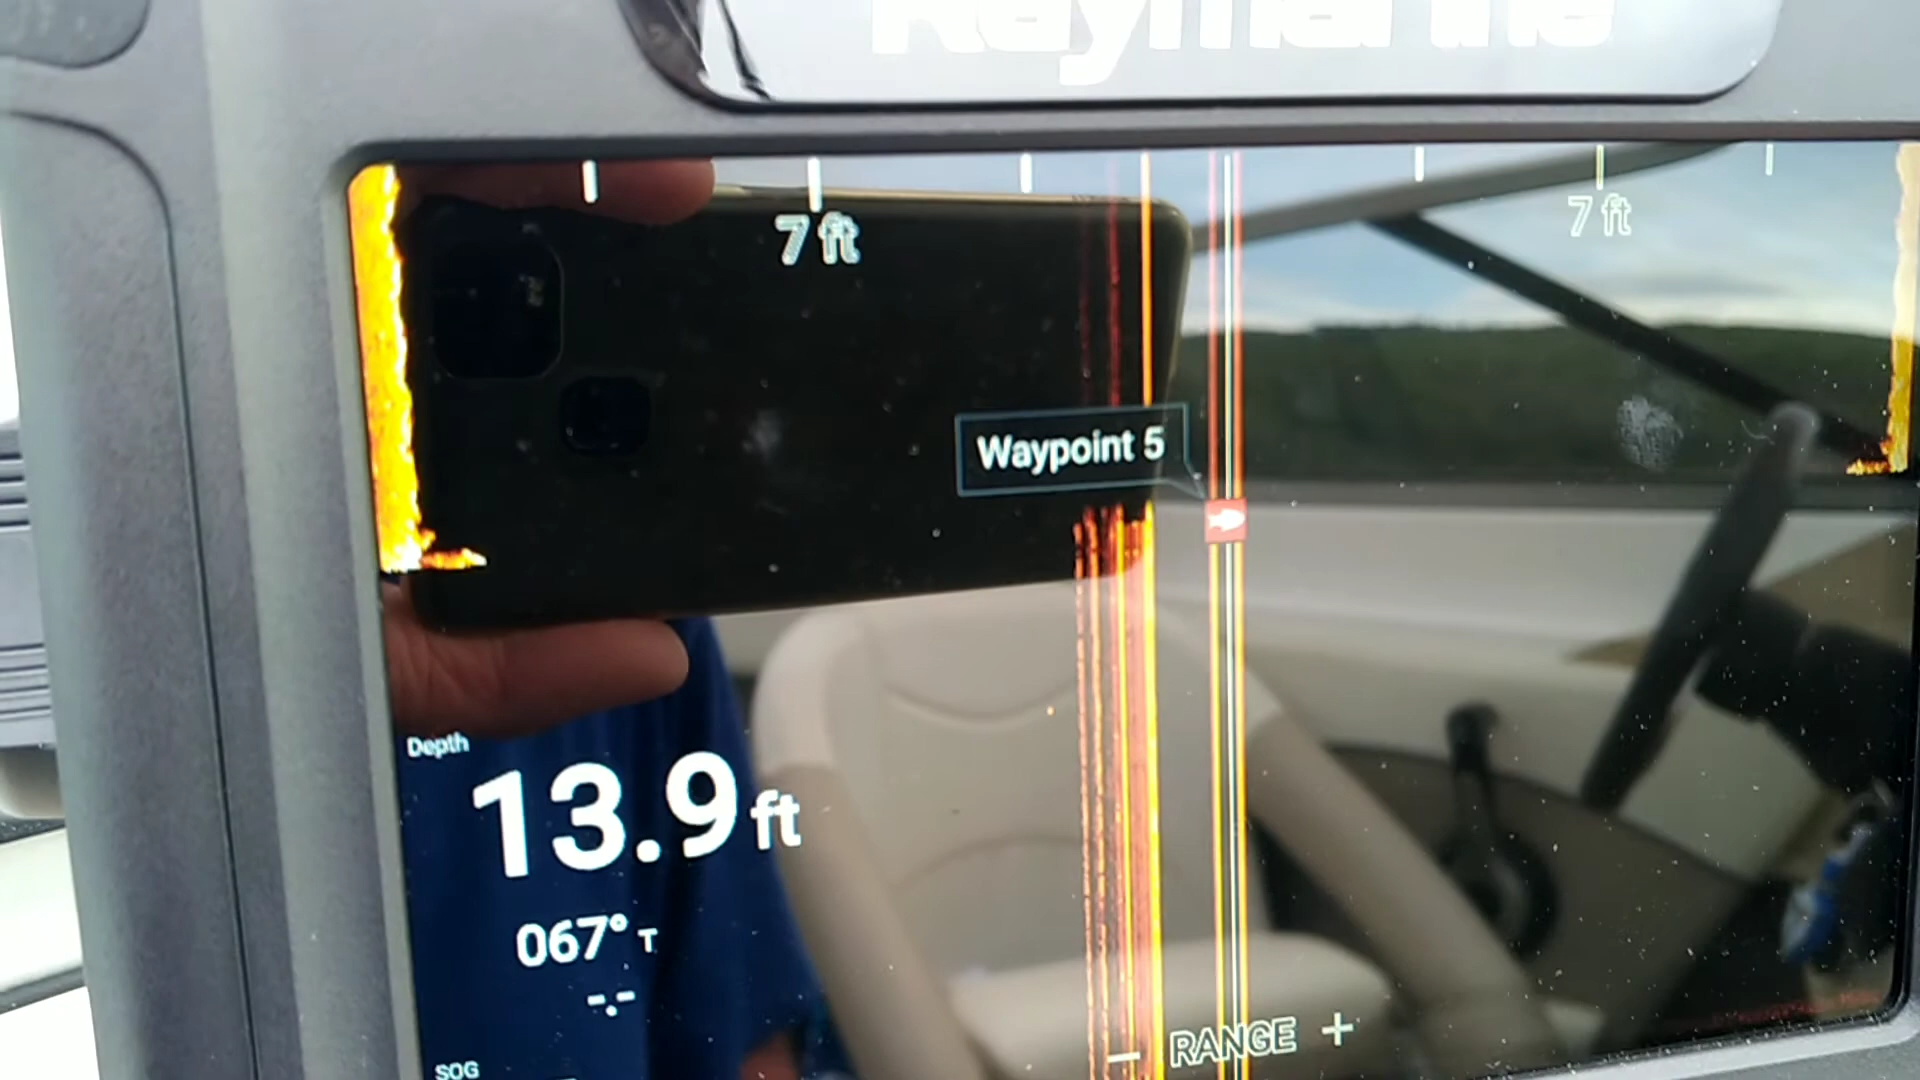 Raymarine
7 ft
7 ft
Waypoint 5
Depth
13.9 ft
067° T
-.-
SOG
- RANGE +